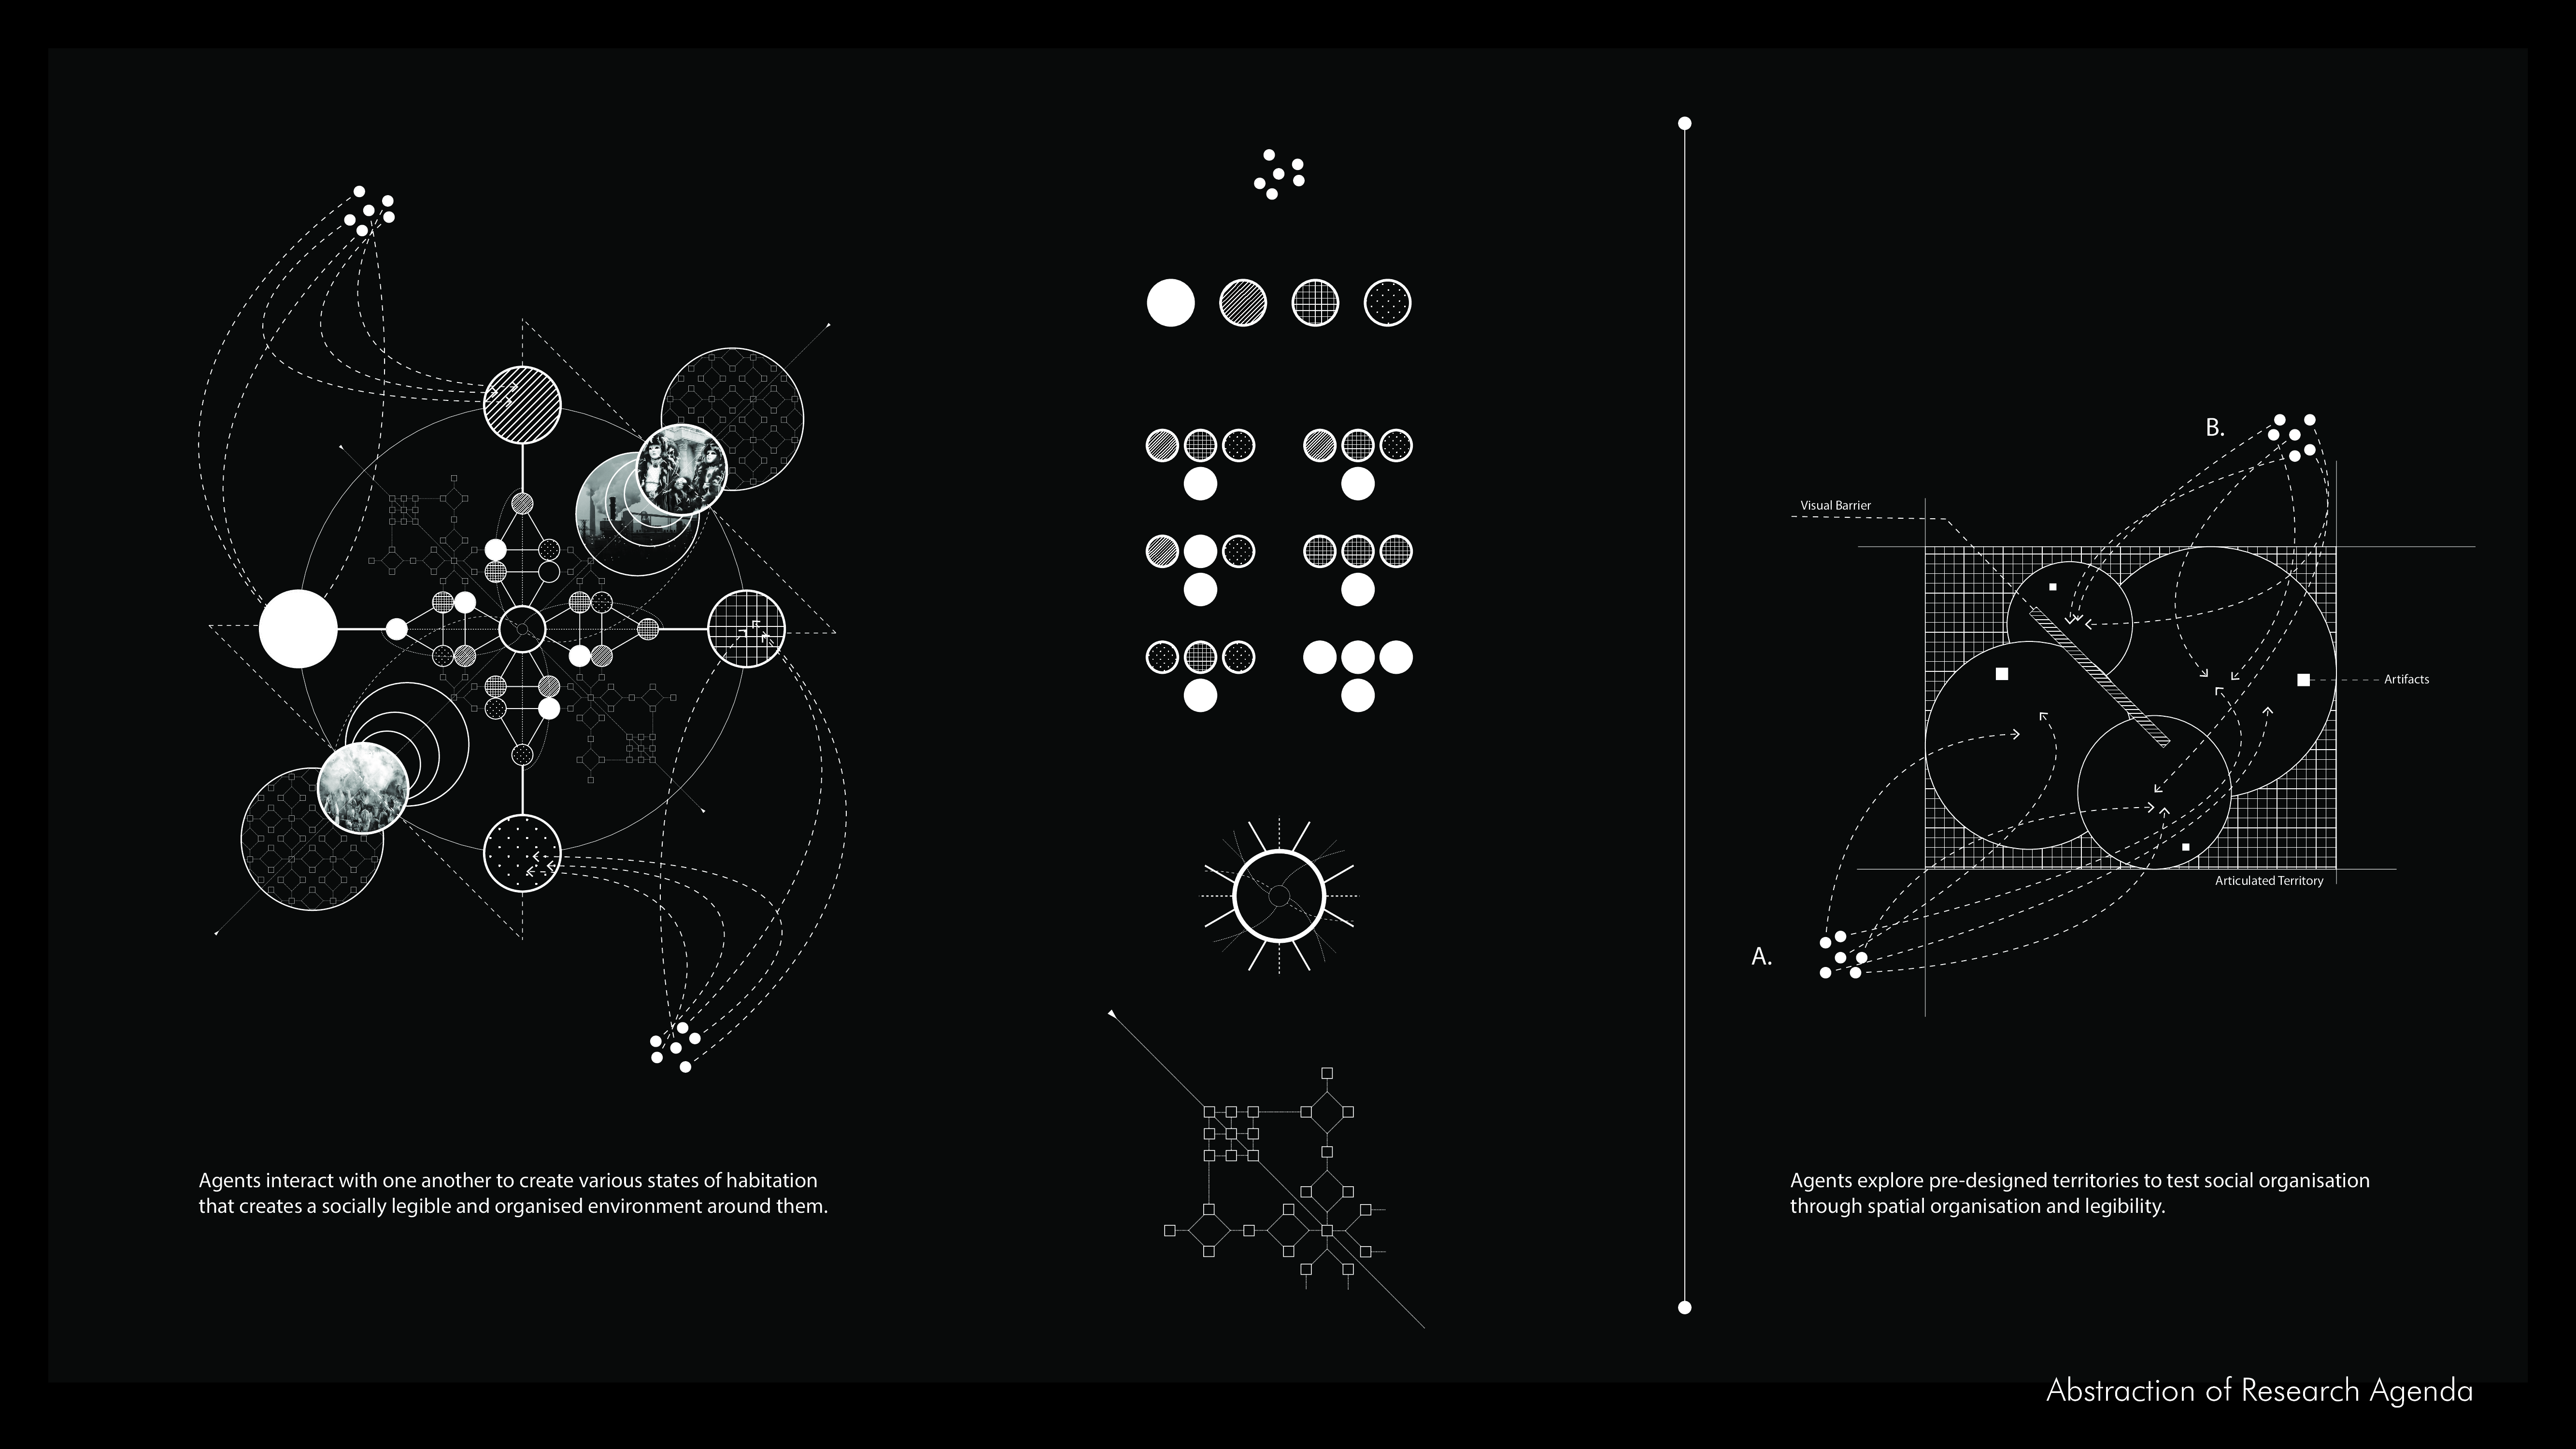 B.
Visual Barrier
Artifacts
Articulated Territory
A.
Agents interact with one another to create various states of habitation
that creates a socially legible and organised environment around them.
Agents explore pre-designed territories to test social organisation
through spatial organisation and legibility.
Abstraction of Research Agenda